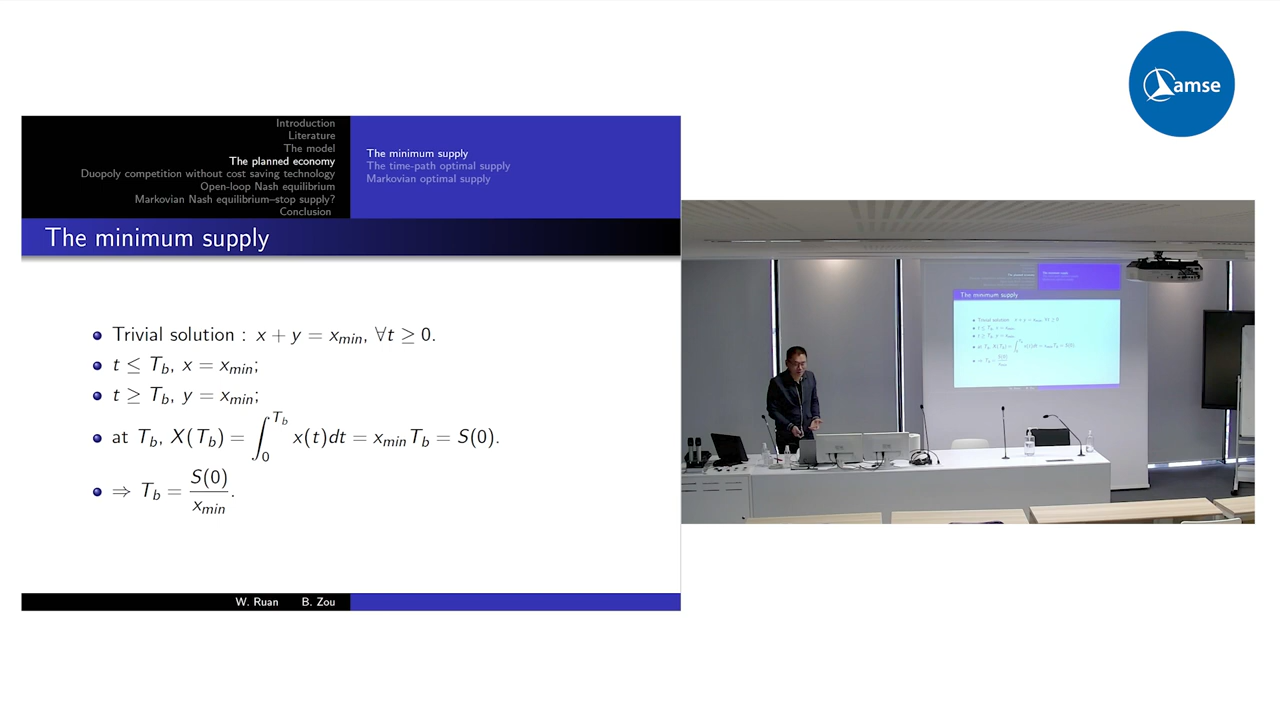 amse
Introduction
Literature
The model
The planned economy
Duopoly competition without cost saving technology
Open-loop Nash equilibrium
Markovian Nash equilibrium–stop supply?
Conclusion
The minimum supply
The time-path optimal supply
Markovian optimal supply
The minimum supply
Trivial solution : x + y = x_min, ∀t ≥ 0.
t ≤ T_b, x = x_min;
t ≥ T_b, y = x_min;
at T_b, X(T_b) = ∫_0^{T_b} x(t)dt = x_min T_b = S(0).
⇒ T_b = S(0)/x_min.
W. Ruan B. Zou
The minimum supply